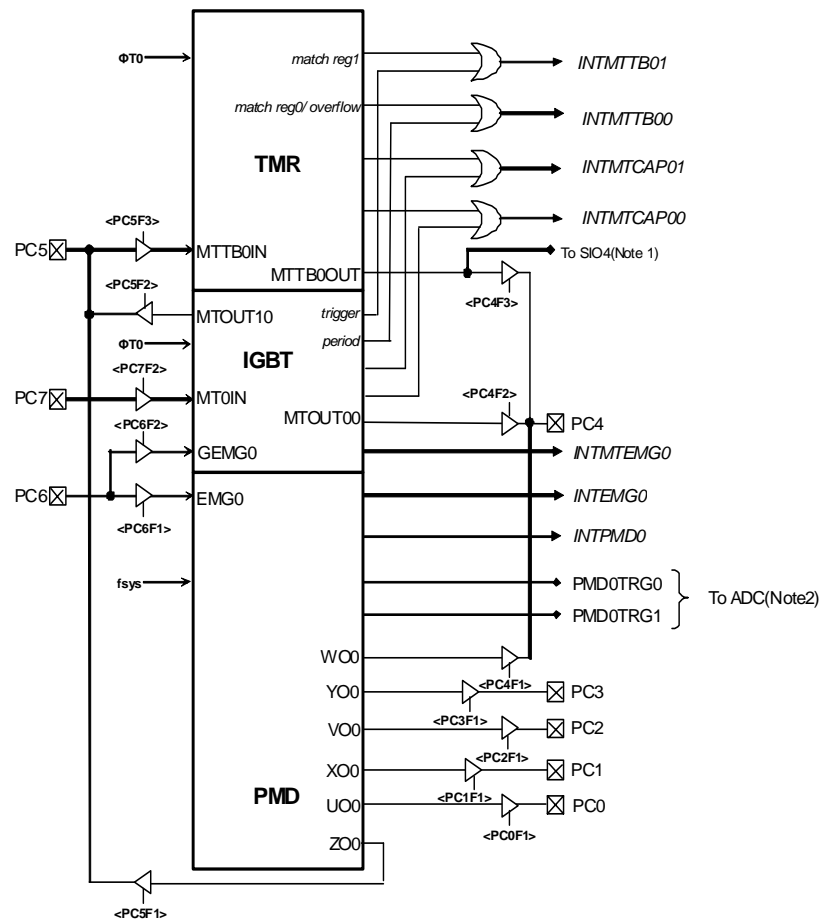 ΦT0
match reg1
INTMTTB01
match reg0/ overflow
INTMTTB00
TMR
INTMTCAP01
<PC5F3>
INTMTCAP00
PC5
MTTB0IN
To SIO4(Note 1)
MTTB0OUT
<PC5F2>
<PC4F3>
MTOUT10
trigger
ΦT0
period
IGBT
<PC7F2>
<PC4F2>
PC7
MT0IN
MTOUT00
PC4
<PC6F2>
GEMG0
INTMTEMG0
PC6
EMG0
INTEMG0
<PC6F1>
INTPMD0
fsys
PMD0TRG0
To ADC(Note2)
PMD0TRG1
WO0
<PC4F1>
YO0
PC3
<PC3F1>
VO0
PC2
<PC2F1>
XO0
PC1
PMD
<PC1F1>
UO0
PC0
<PC0F1>
ZO0
<PC5F1>